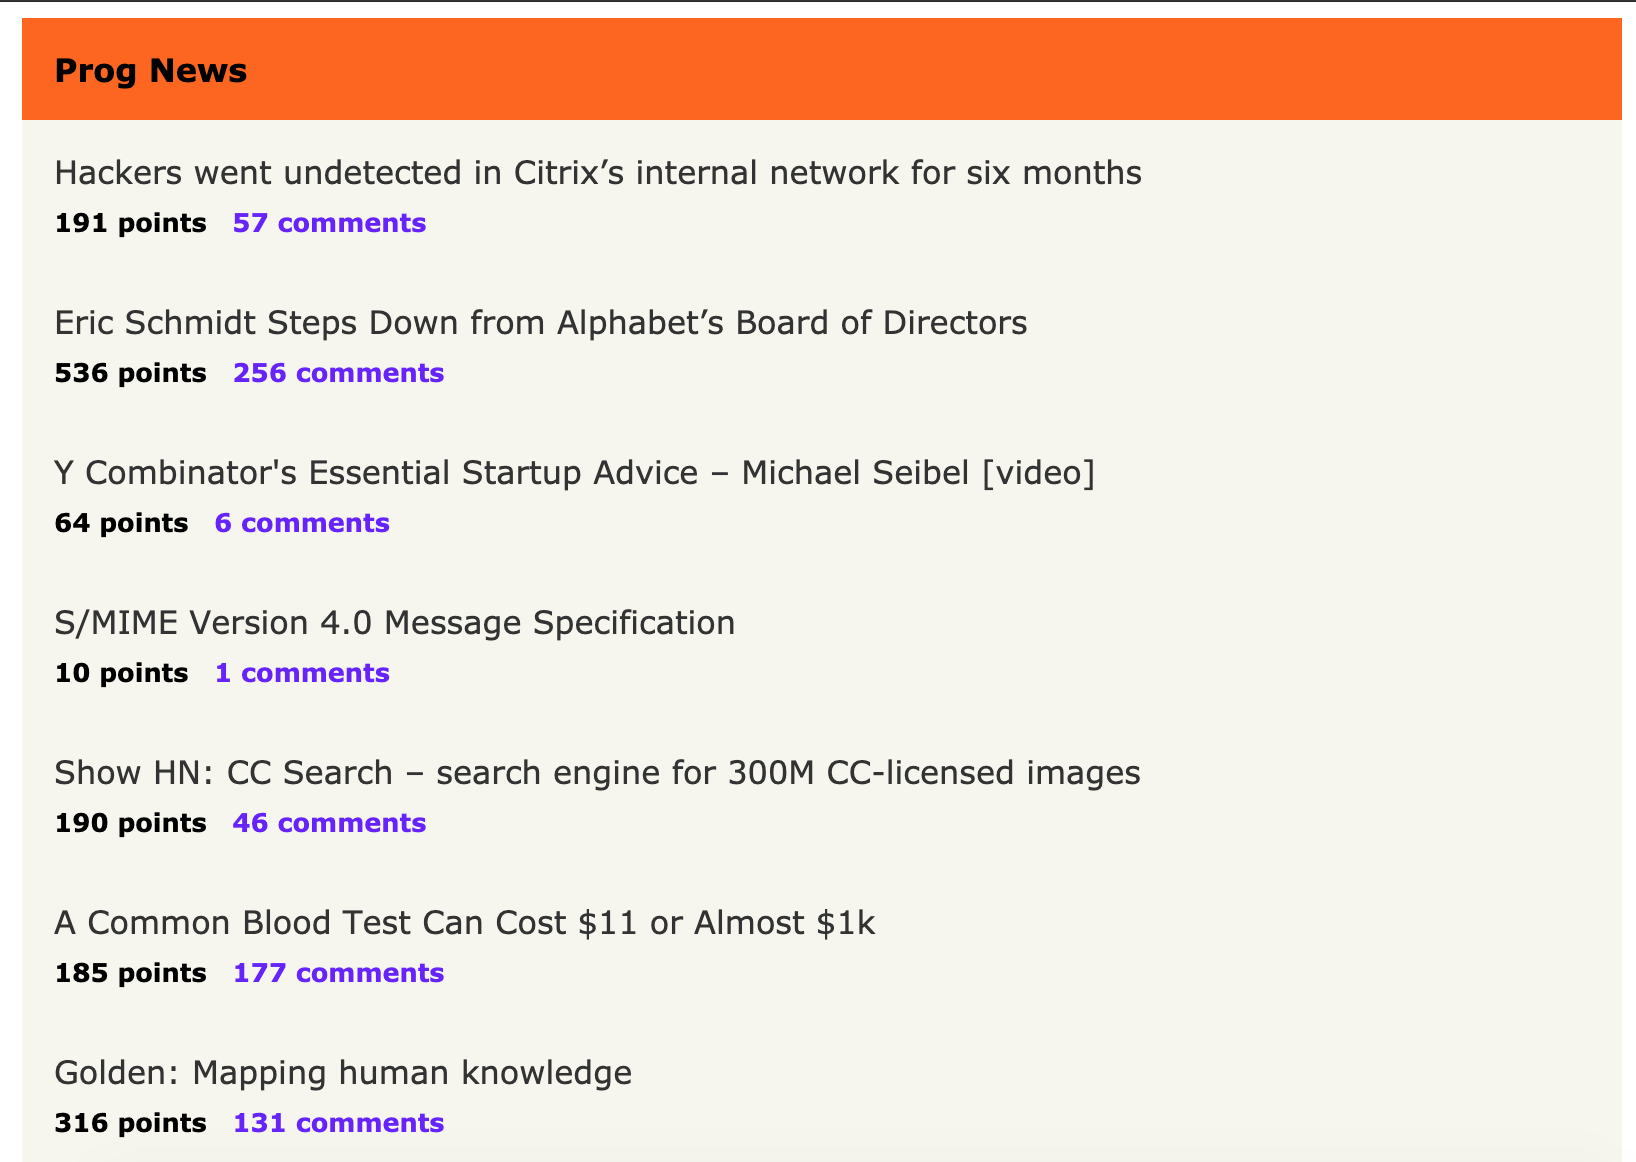 Prog News
Hackers went undetected in Citrix’s internal network for six months
191 points 57 comments
Eric Schmidt Steps Down from Alphabet’s Board of Directors
536 points 256 comments
Y Combinator's Essential Startup Advice – Michael Seibel [video]
64 points 6 comments
S/MIME Version 4.0 Message Specification
10 points 1 comments
Show HN: CC Search – search engine for 300M CC-licensed images
190 points 46 comments
A Common Blood Test Can Cost $11 or Almost $1k
185 points 177 comments
Golden: Mapping human knowledge
316 points 131 comments